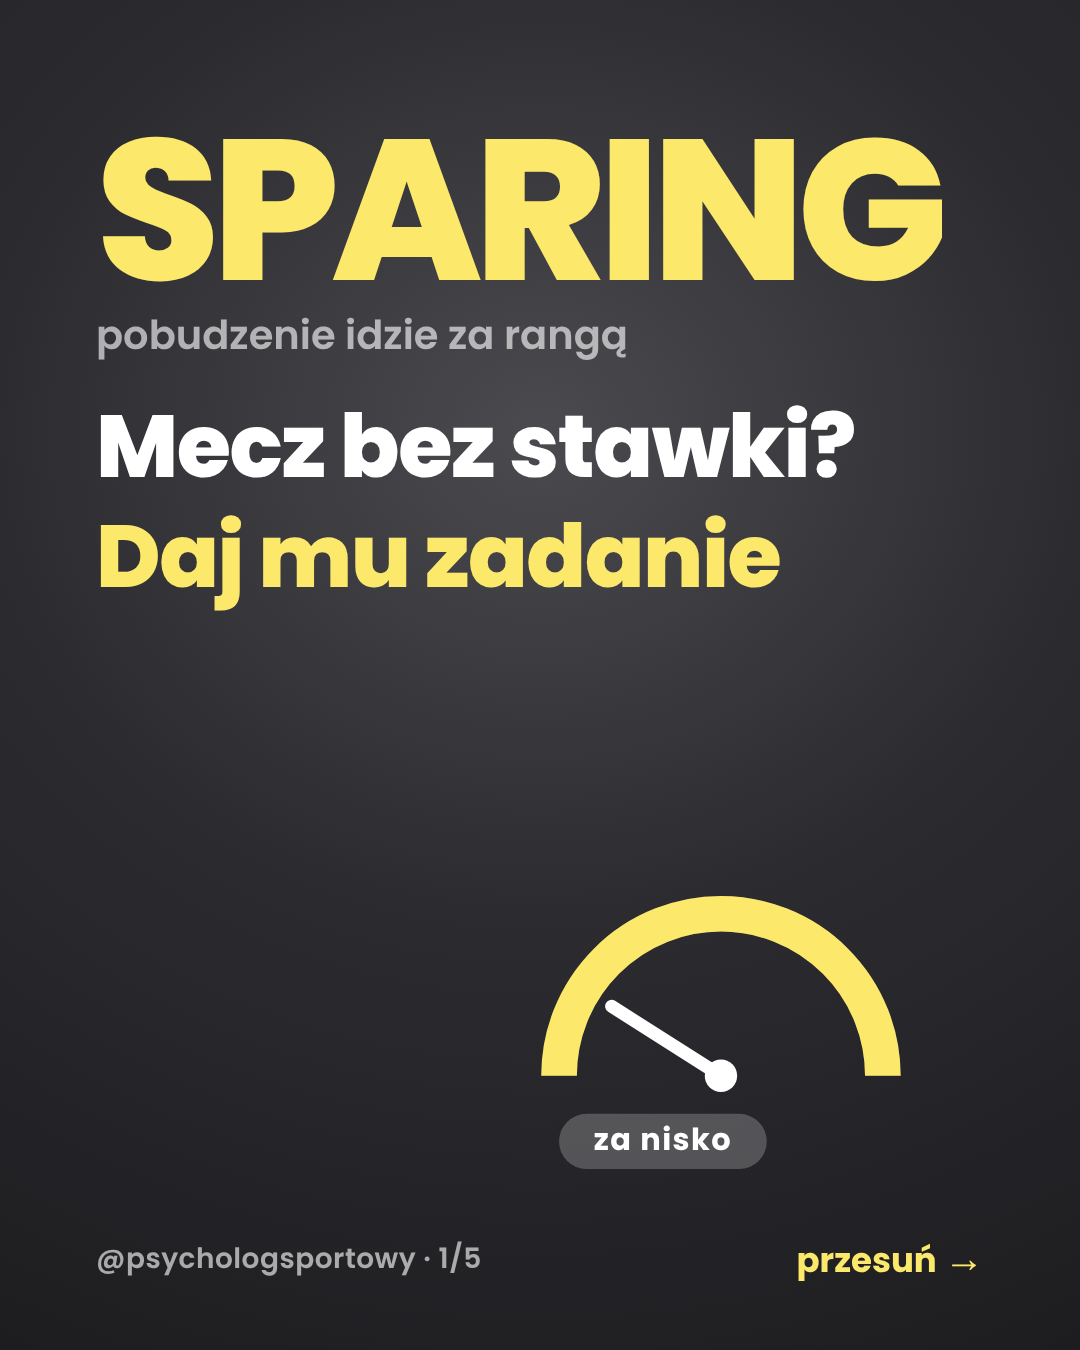 SPARING
pobudzenie idzie za rangą
Mecz bez stawki?
Daj mu zadanie
za nisko
@psychologsportowy · 1/5
przesuń →